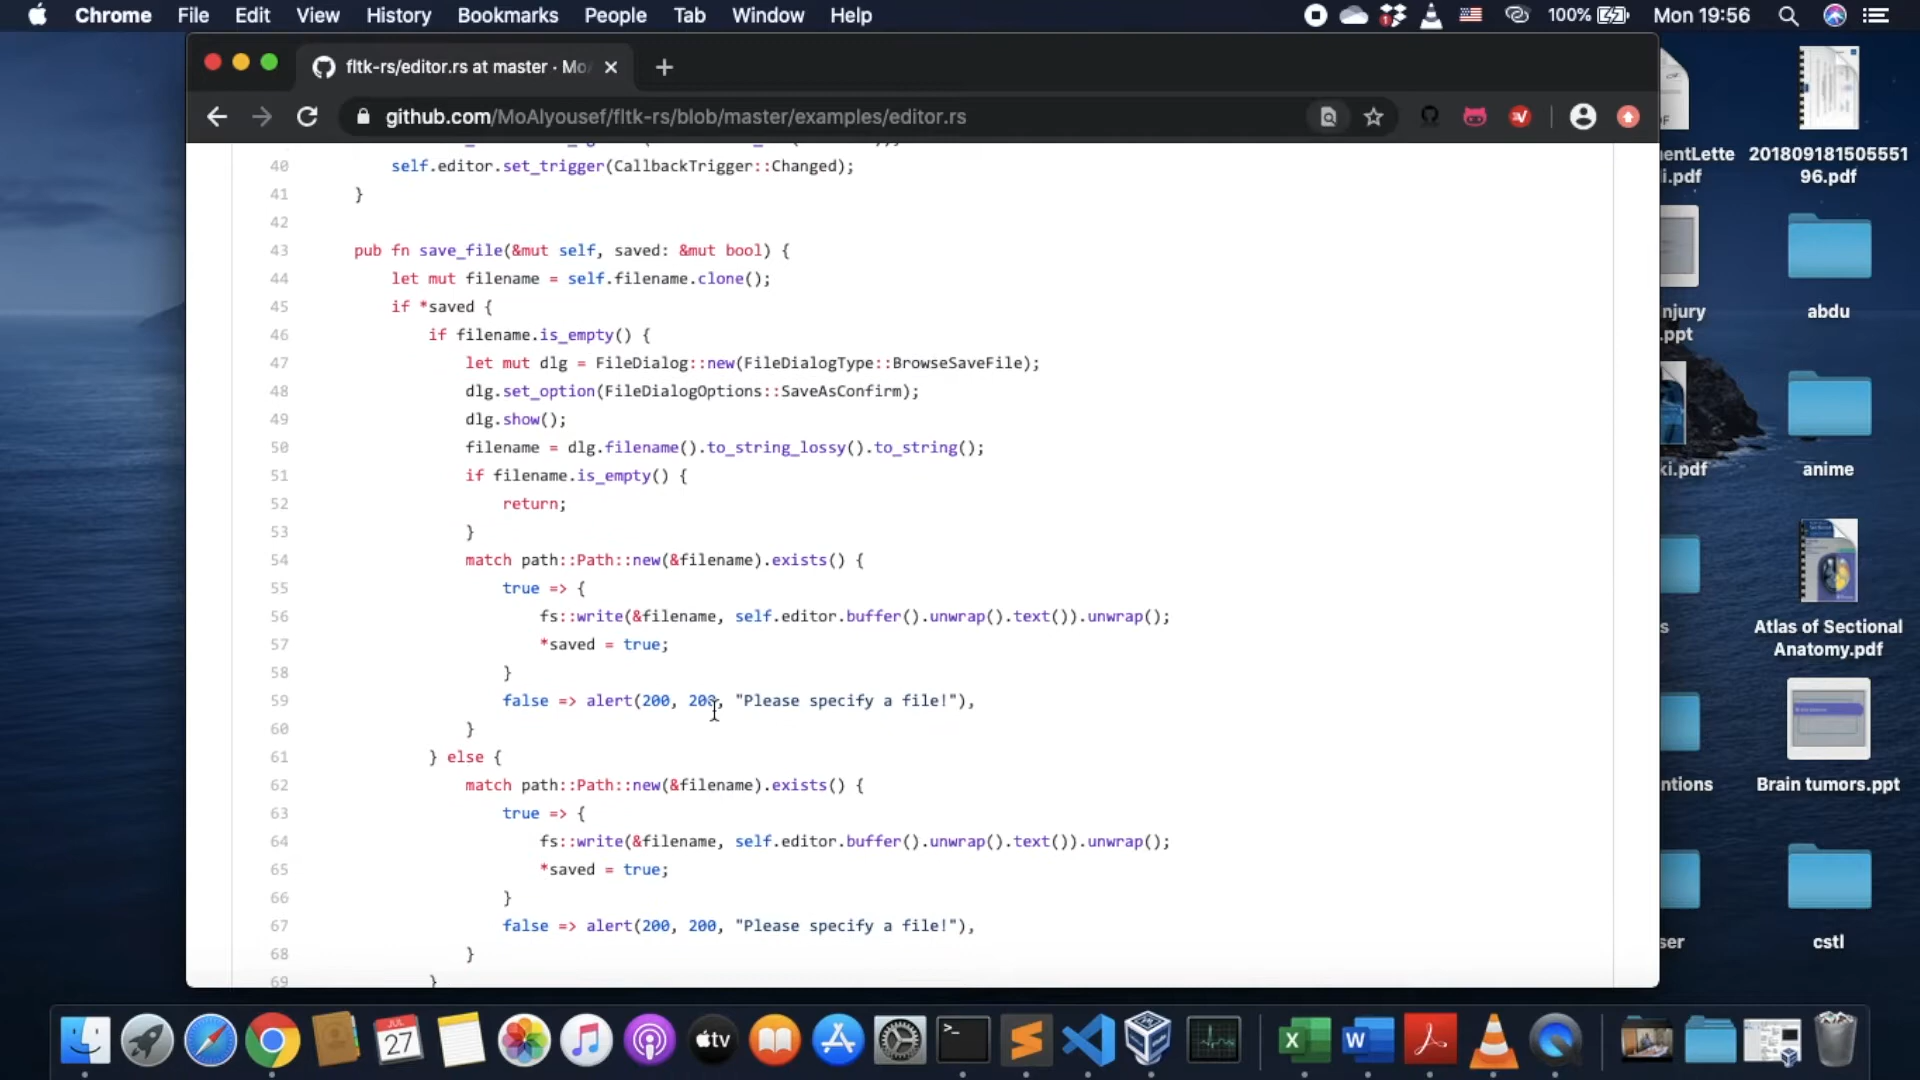 Chrome File Edit View History Bookmarks People Tab Window Help
100% Mon 19:56
fltk-rs/editor.rs at master · Mo
github.com/MoAlyousef/fltk-rs/blob/master/examples/editor.rs
40 self.editor.set_trigger(CallbackTrigger::Changed);
41 }
42
43 pub fn save_file(&mut self, saved: &mut bool) {
44 let mut filename = self.filename.clone();
45 if *saved {
46 if filename.is_empty() {
47 let mut dlg = FileDialog::new(FileDialogType::BrowseSaveFile);
48 dlg.set_option(FileDialogOptions::SaveAsConfirm);
49 dlg.show();
50 filename = dlg.filename().to_string_lossy().to_string();
51 if filename.is_empty() {
52 return;
53 }
54 match path::Path::new(&filename).exists() {
55 true => {
56 fs::write(&filename, self.editor.buffer().unwrap().text()).unwrap();
57 *saved = true;
58 }
59 false => alert(200, 200, "Please specify a file!"),
60 }
61 } else {
62 match path::Path::new(&filename).exists() {
63 true => {
64 fs::write(&filename, self.editor.buffer().unwrap().text()).unwrap();
65 *saved = true;
66 }
67 false => alert(200, 200, "Please specify a file!"),
68 }
69 }
entLette
i.pdf
201809181505551
96.pdf
njury
.ppt
abdu
ki.pdf
anime
s
Atlas of Sectional
Anatomy.pdf
ntions
Brain tumors.ppt
ser
cstl
JUL
27
tv